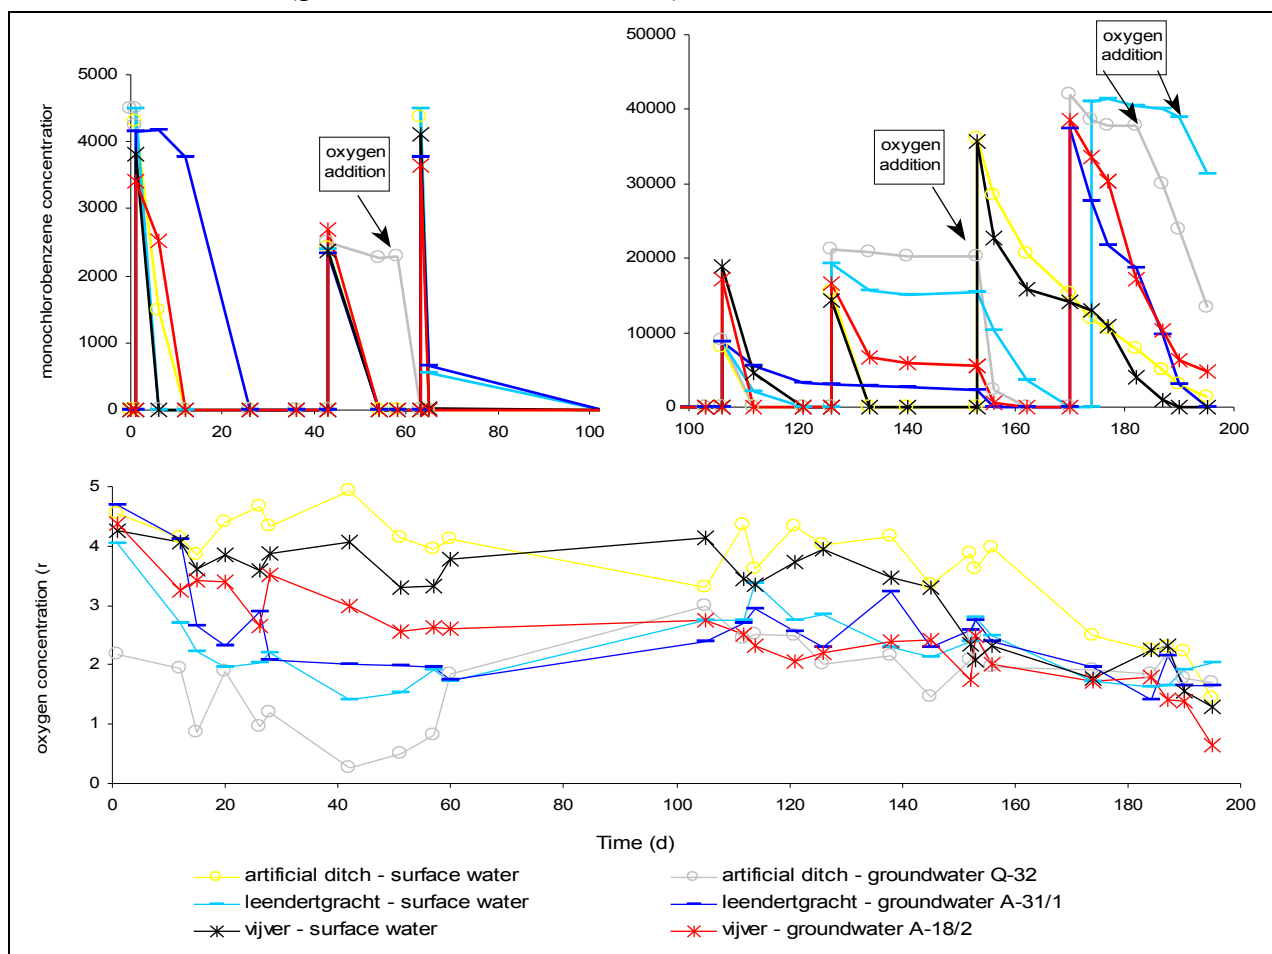 50000
40000
30000
20000
10000
0
100 120 140 160 180 200
oxygen
addition
oxygen
addition
5000
4000
3000
2000
1000
0
0 20 40 60 80 100
oxygen
addition
monochlorobenzene concentration
5
4
3
2
1
0
0 20 40 60 80 100 120 140 160 180 200
oxygen concentration (r
Time (d)
artificial ditch - surface water
artificial ditch - groundwater Q-32
leendertgracht - surface water
leendertgracht - groundwater A-31/1
vijver - surface water
vijver - groundwater A-18/2